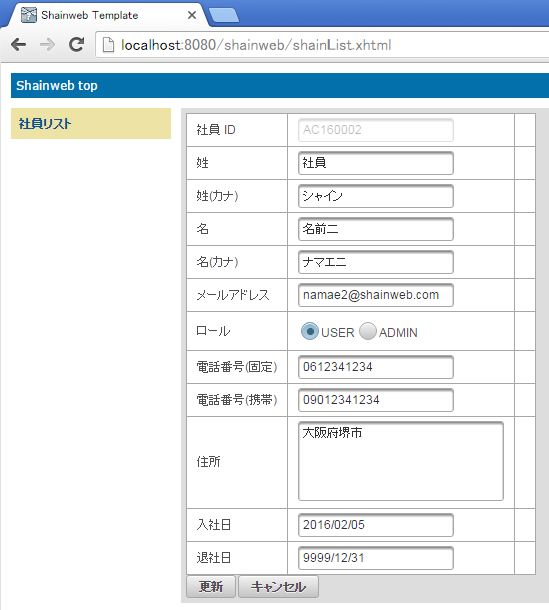 Shainweb Template
localhost:8080/shainweb/shainList.xhtml
Shainweb top
社員リスト
社員 ID AC160002
姓 社員
姓(カナ) シャイン
名 名前二
名(カナ) ナマエニ
メールアドレス namae2@shainweb.com
ロール USER ADMIN
電話番号(固定) 0612341234
電話番号(携帯) 09012341234
住所 大阪府堺市
入社日 2016/02/05
退社日 9999/12/31
更新 キャンセル